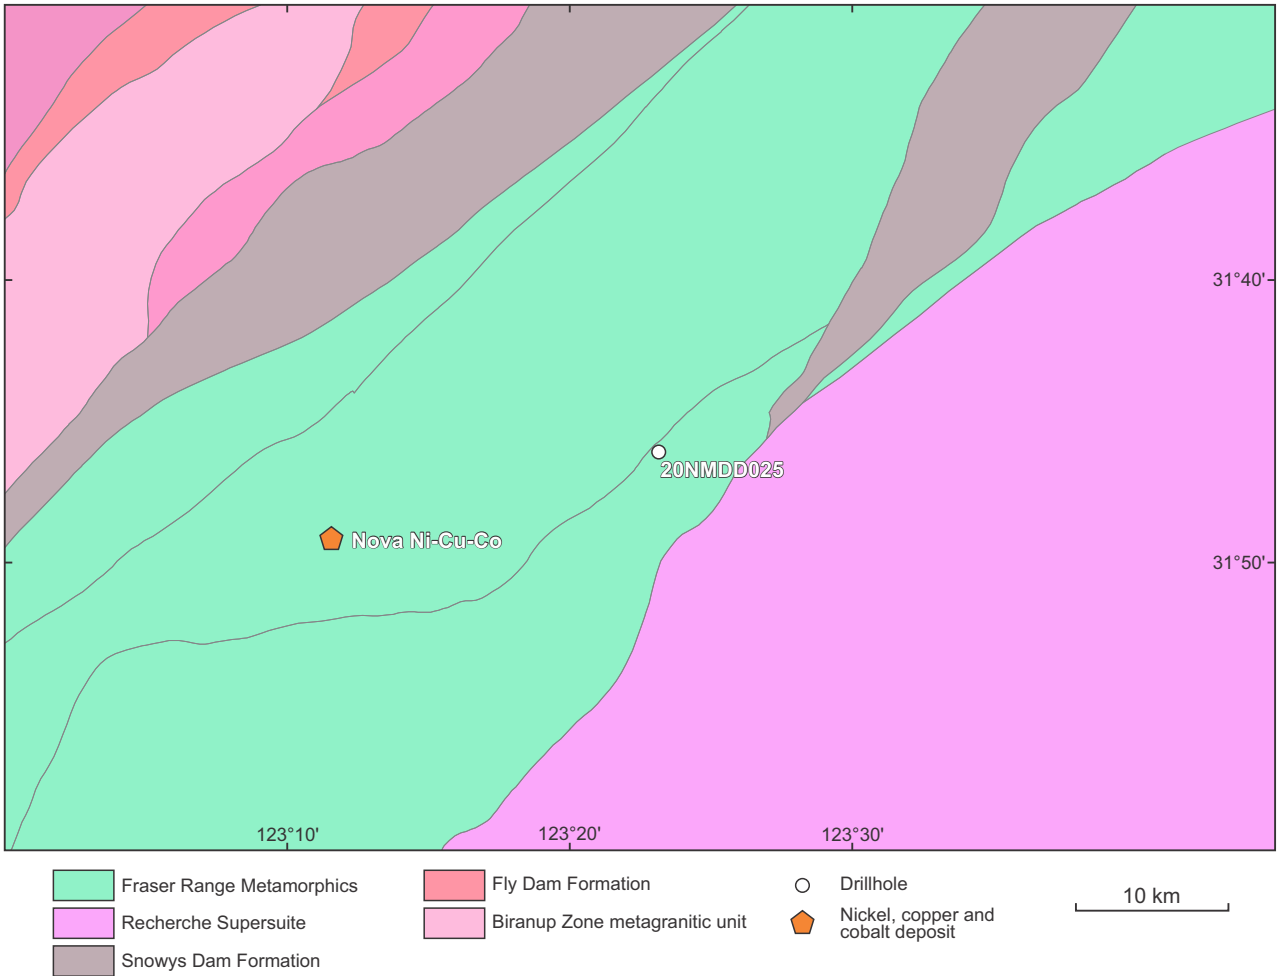 31°40'
20NMDD025
Nova Ni-Cu-Co
31°50'
123°10'
123°20'
123°30'
Fraser Range Metamorphics
Recherche Supersuite
Snowys Dam Formation
Fly Dam Formation
Biranup Zone metagranitic unit
Drillhole
Nickel, copper and
cobalt deposit
10 km